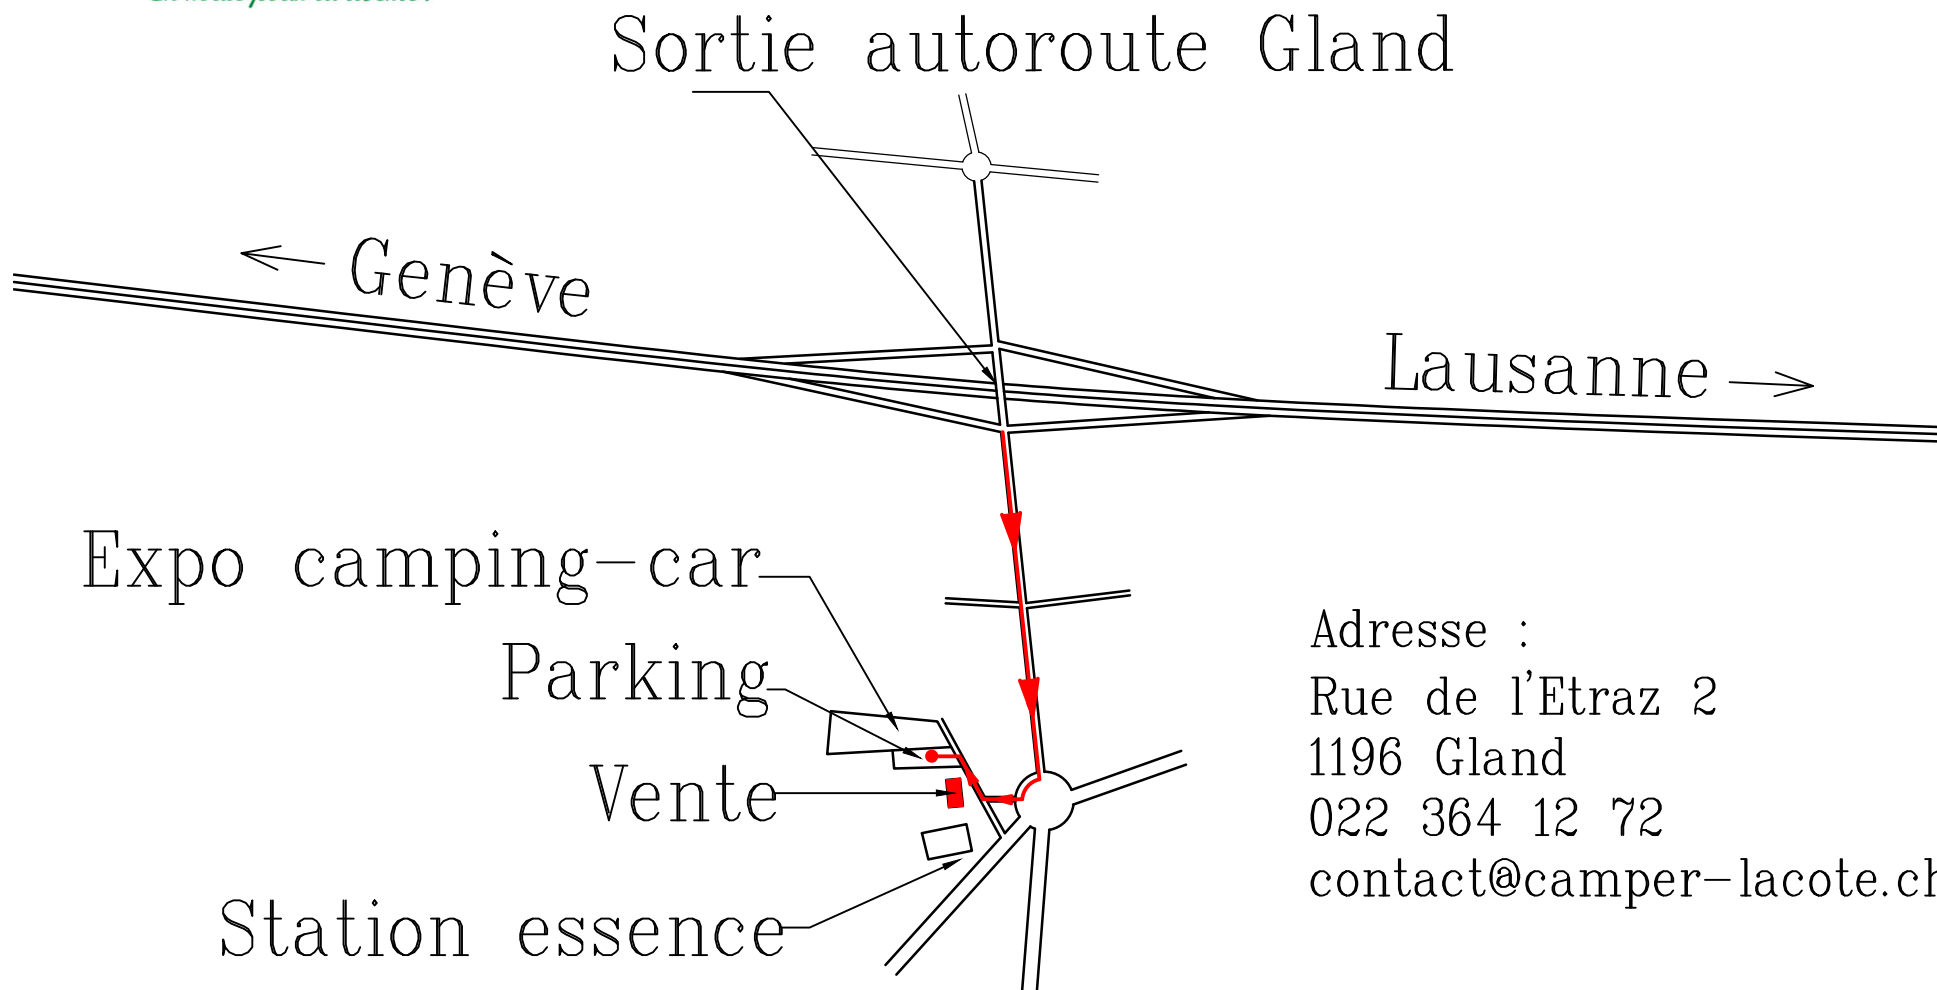 Sortie autoroute Gland
Genève
Lausanne
Expo camping-car
Parking
Vente
Station essence
Adresse :
Rue de l'Etraz 2
1196 Gland
022 364 12 72
contact@camper-lacote.ch